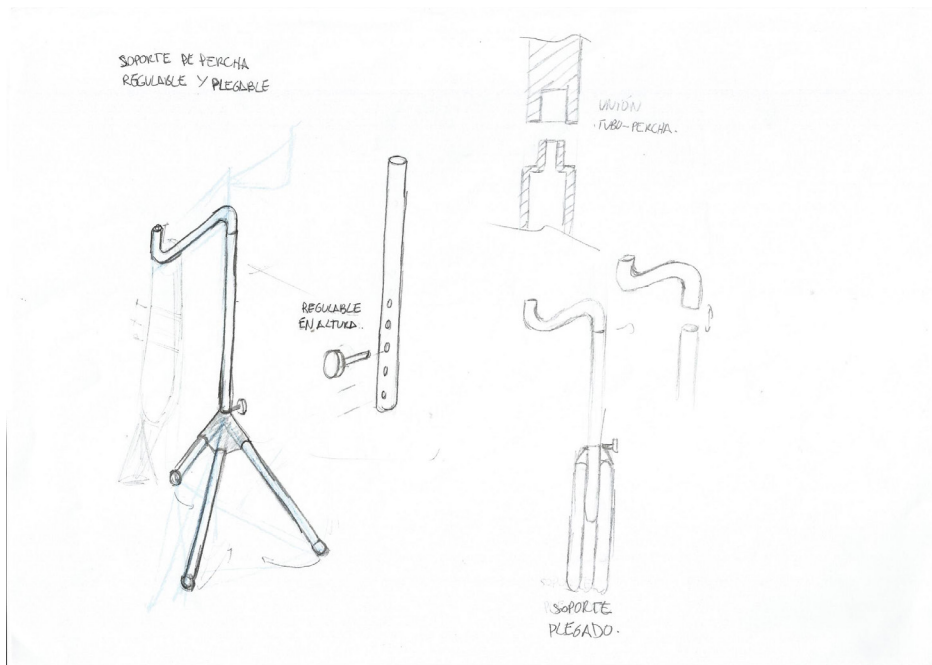 SOPORTE DE PERCHA
REGULABLE Y PLEGABLE
UNIÓN
TUBO-PERCHA.
REGULABLE
EN ALTURA.
SOPORTE
PLEGADO.